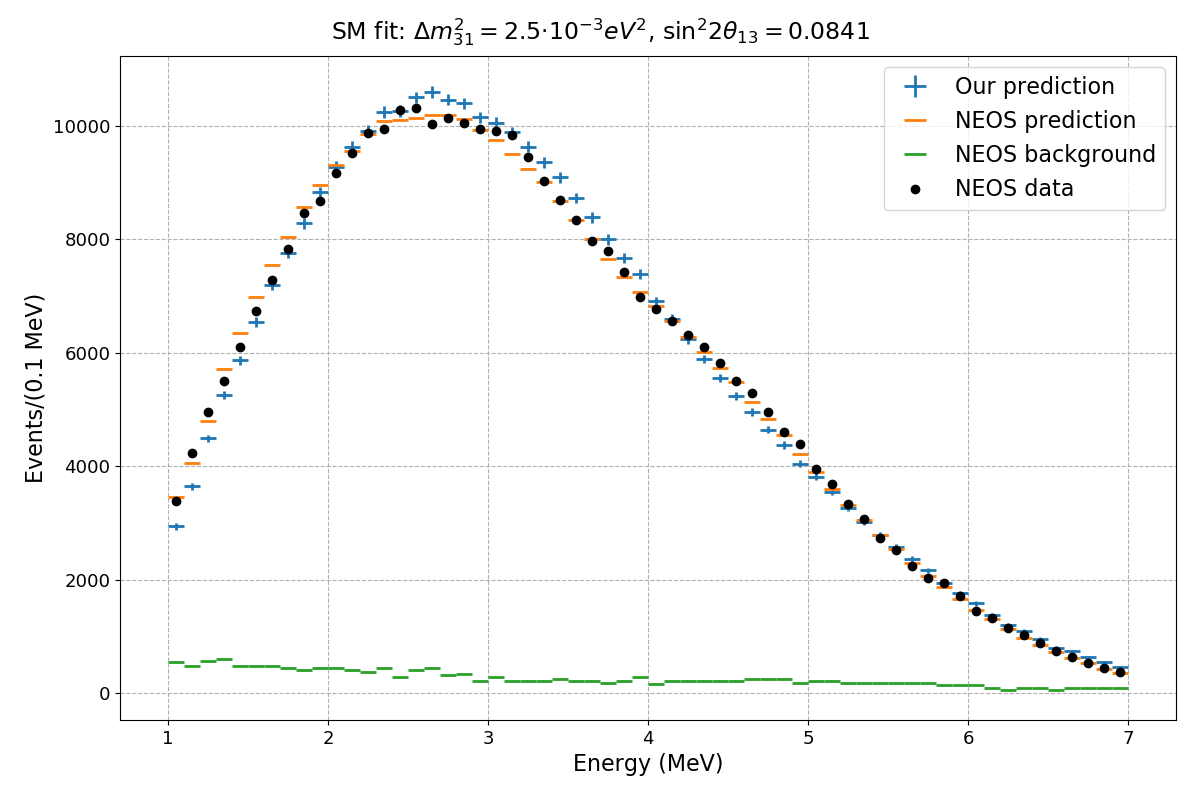 SM fit: Δm²₃₁ = 2.5·10⁻³eV², sin²2θ₁₃ = 0.0841
Our prediction
NEOS prediction
NEOS background
NEOS data
Events/(0.1 MeV)
10000
8000
6000
4000
2000
0
1 2 3 4 5 6 7
Energy (MeV)